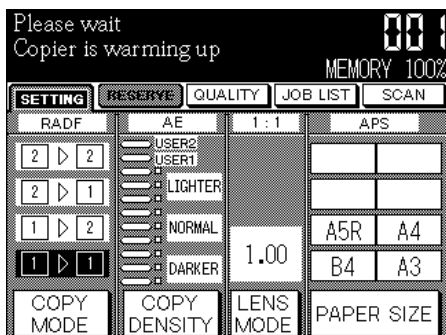 Please wait
Copier is warming up
001
MEMORY 100%
SETTING RESERVE QUALITY JOB LIST SCAN
RADF AE 1:1 APS
USER2
USER1
2 ▷ 2
LIGHTER
2 ▷ 1
1 ▷ 2 NORMAL A5R A4
1.00
1 ▷ 1 DARKER B4 A3
COPY MODE
COPY DENSITY
LENS MODE
PAPER SIZE